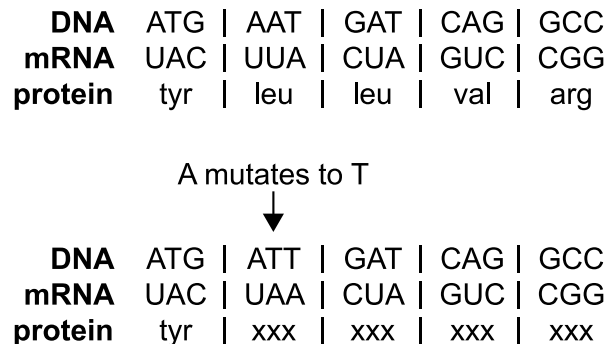 DNA ATG | AAT | GAT | CAG | GCC
mRNA UAC | UUA | CUA | GUC | CGG
protein tyr | leu | leu | val | arg
A mutates to T
DNA ATG | ATT | GAT | CAG | GCC
mRNA UAC | UAA | CUA | GUC | CGG
protein tyr | xxx | xxx | xxx | xxx